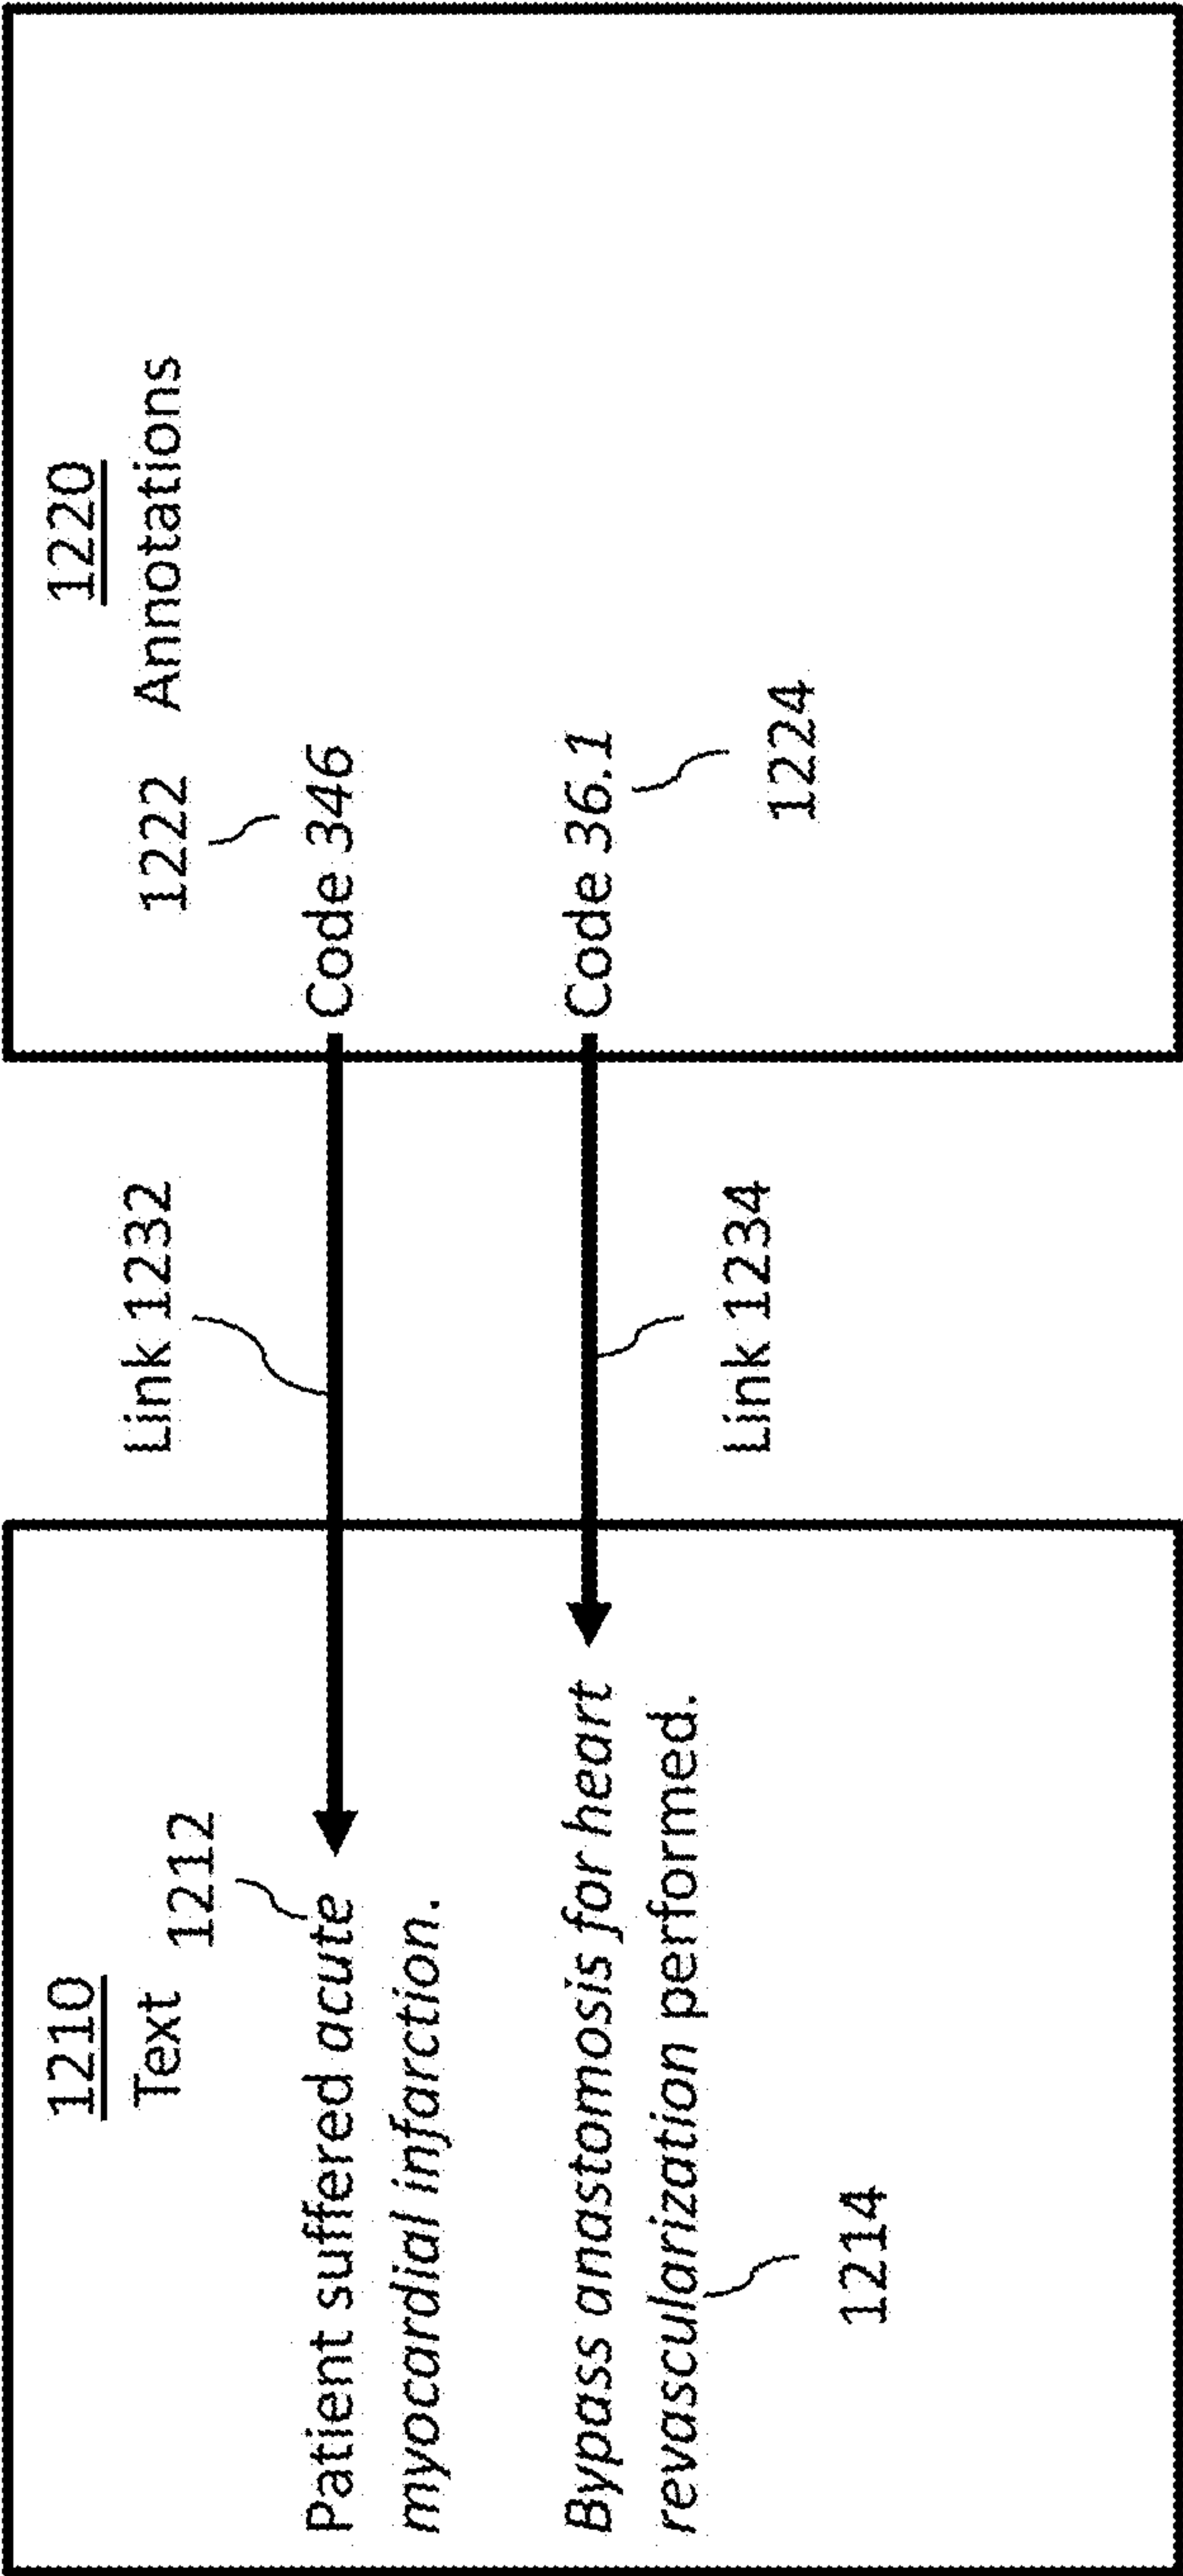 1210
Text
1212
Patient suffered acute
myocardial infarction.
Bypass anastomosis for heart
revascularization performed.
1214
Link 1232
Link 1234
1220
Annotations
1222
Code 346
Code 36.1
1224